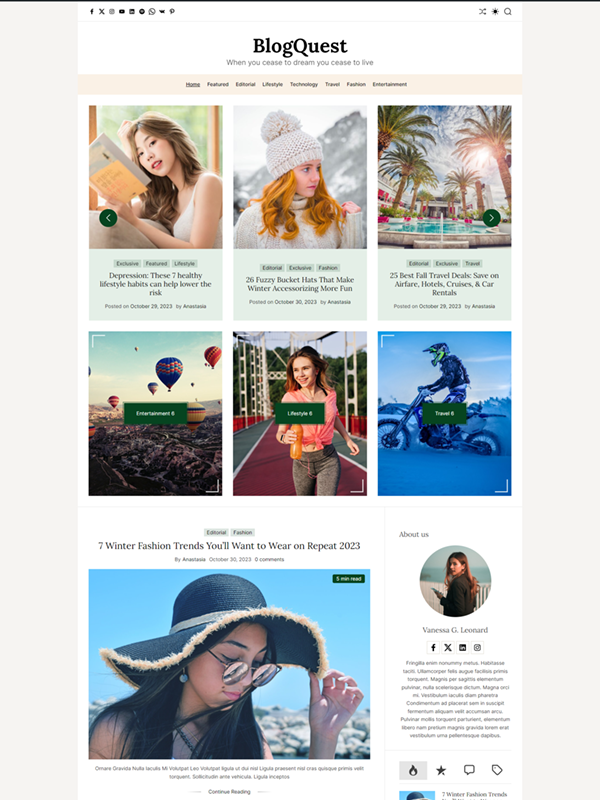 BlogQuest
When you cease to dream you cease to live
Home Featured Editorial Lifestyle Technology Travel Fashion Entertainment
Exclusive Featured Lifestyle
Depression: These 7 healthy
lifestyle habits can help lower the
risk
Posted on October 29, 2023 by Anastasia
Editorial Exclusive Fashion
26 Fuzzy Bucket Hats That Make
Winter Accessorizing More Fun
Posted on October 30, 2023 by Anastasia
Editorial Exclusive Travel
25 Best Fall Travel Deals: Save on
Airfare, Hotels, Cruises, & Car
Rentals
Posted on October 29, 2023 by Anastasia
Entertainment 6
Lifestyle 6
Travel 6
Editorial Fashion
7 Winter Fashion Trends You'll Want to Wear on Repeat 2023
By Anastasia October 30, 2023 0 comments
5 min read
Ornare Gravida Nulla Iaculis Mi Volutpat Leo Volutpat ligula ut dui nisl Ligula praesent nisl cras quisque primis velit
torquent. Sollicitudin ante vehicula. Ligula inceptos
Continue Reading
About us
Vanessa G. Leonard
Fringilla enim nonummy metus. Habitasse
taciti. Ullamcorper felis augue facilisis primis
torquent. Magnis per sagittis elementum
pulvinar, nulla scelerisque dictum. Magna orci
mi. Vestibulum iaculis diam pharetra
Condimentum ad placerat sem in suscipit
fermentum aliquam velit accumsan arcu.
Pulvinar mollis torquent parturient, elementum
libero nam pretium magnis gravida lorem erat
vestibulum urna pellentesque dapibus.
7 Winter Fashion Trends